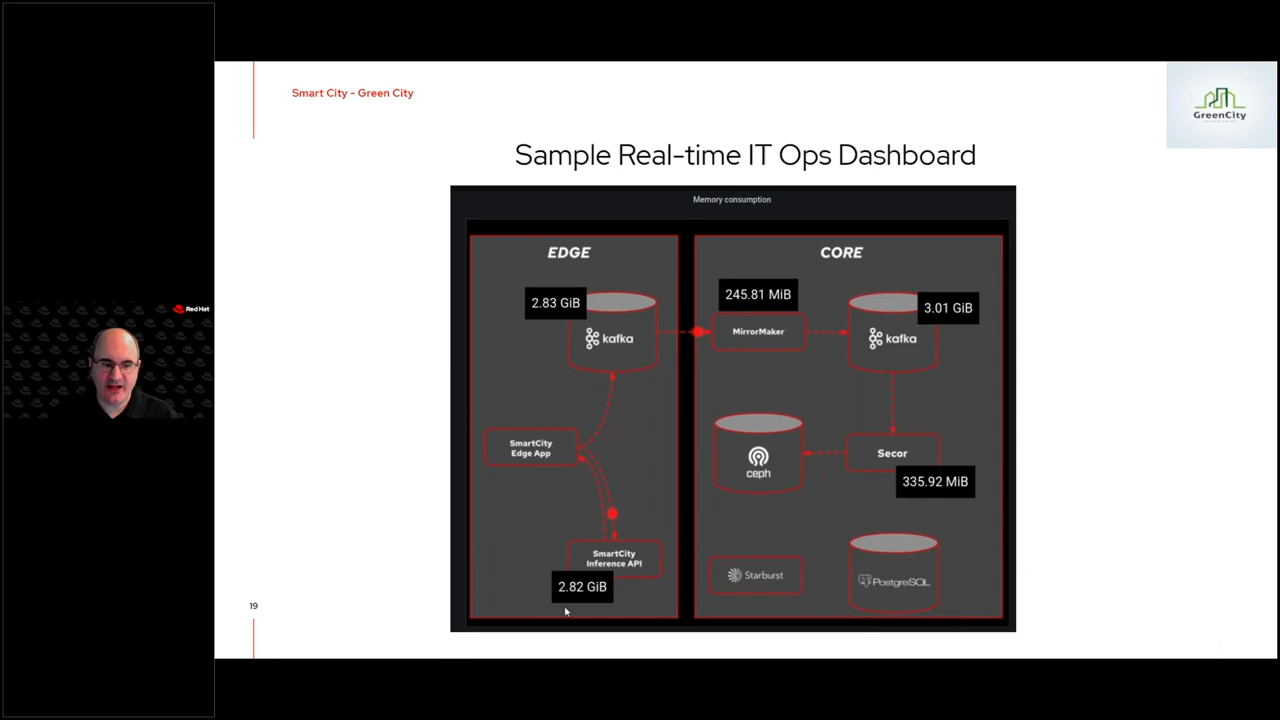 Smart City - Green City
GreenCity
Sample Real-time IT Ops Dashboard
Memory consumption
EDGE
CORE
2.83 GiB
kafka
245.81 MiB
MirrorMaker
3.01 GiB
kafka
Red Hat
SmartCity
Edge App
ceph
Secor
335.92 MiB
SmartCity
Inference API
2.82 GiB
Starburst
PostgreSQL
19